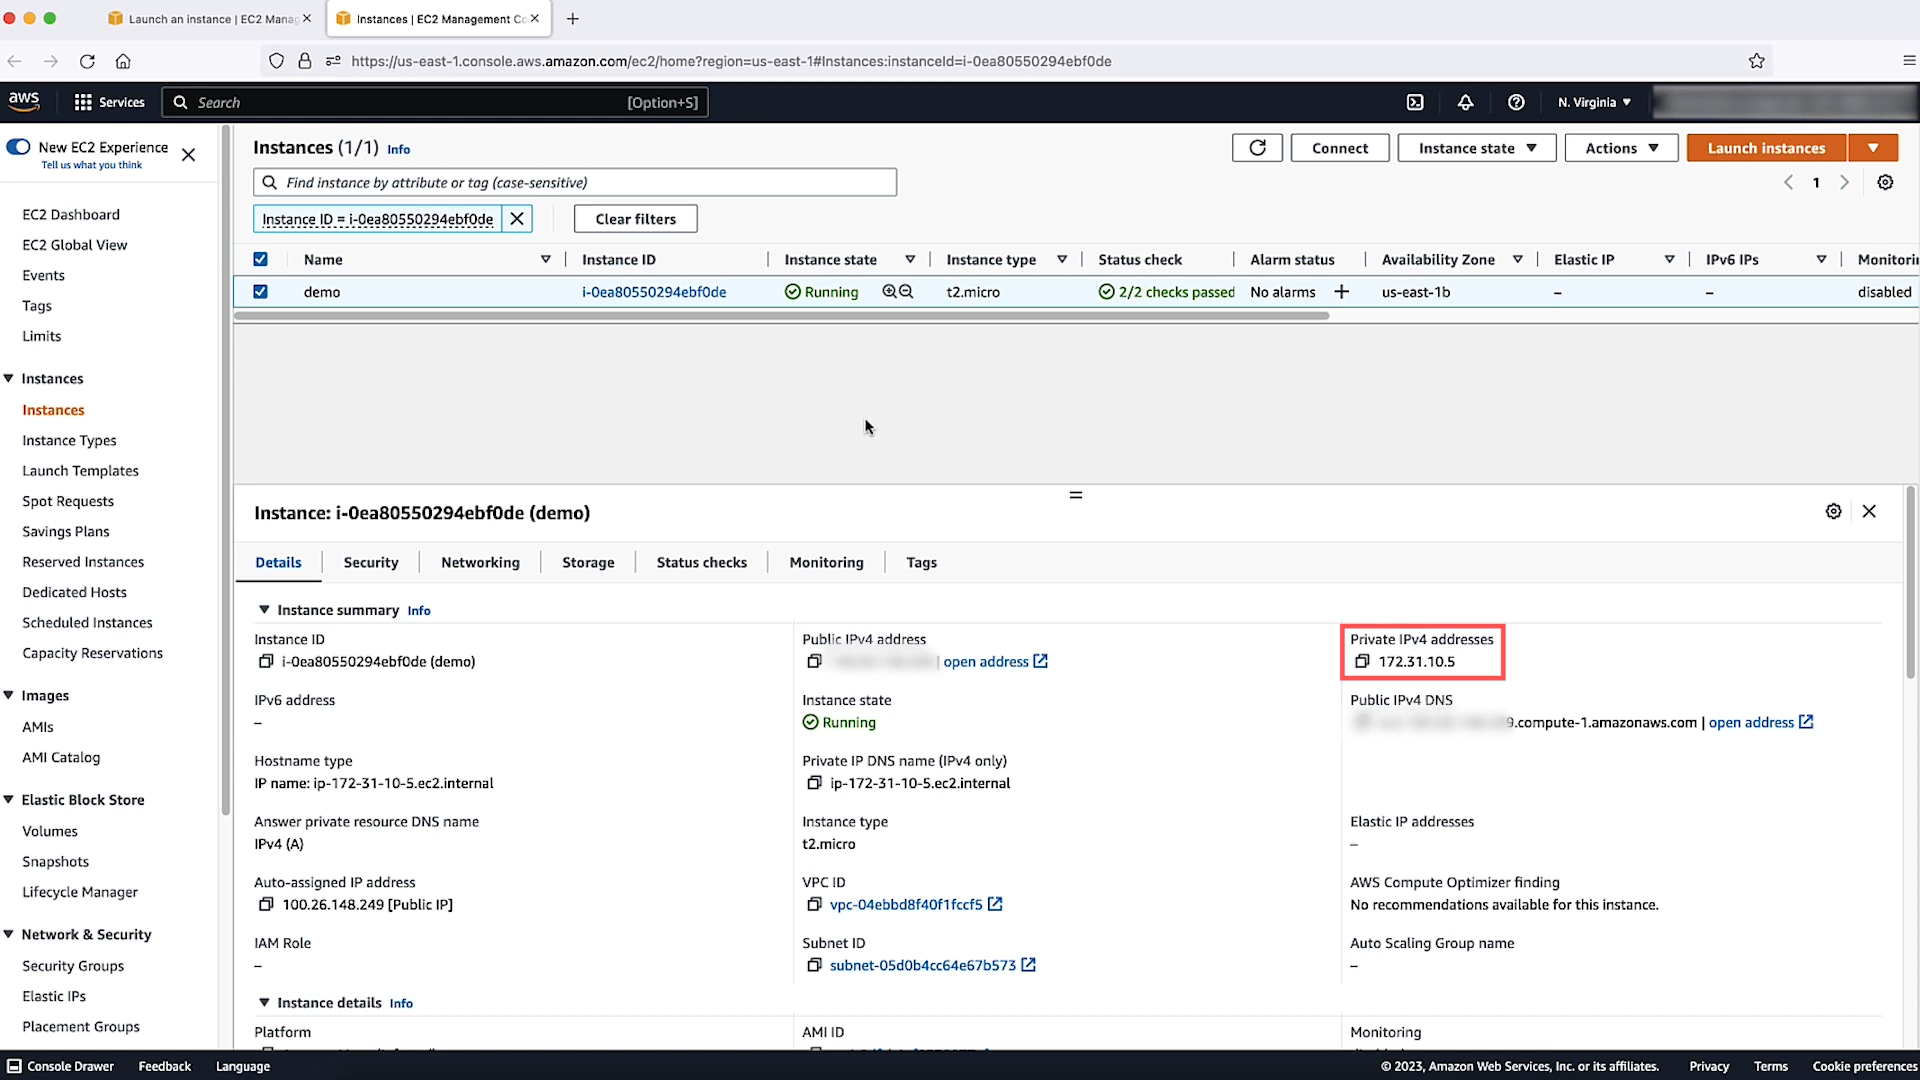 Launch an instance | EC2 Manag
Instances | EC2 Management Co
https://us-east-1.console.aws.amazon.com/ec2/home?region=us-east-1#Instances:instanceId=i-0ea80550294ebf0de
aws
Services
Search
[Option+S]
N. Virginia
New EC2 Experience
Tell us what you think
EC2 Dashboard
EC2 Global View
Events
Tags
Limits
Instances
Instances
Instance Types
Launch Templates
Spot Requests
Savings Plans
Reserved Instances
Dedicated Hosts
Scheduled Instances
Capacity Reservations
Images
AMIs
AMI Catalog
Elastic Block Store
Volumes
Snapshots
Lifecycle Manager
Network & Security
Security Groups
Elastic IPs
Placement Groups
Instances (1/1) Info
Connect
Instance state
Actions
Launch instances
Find instance by attribute or tag (case-sensitive)
1
Instance ID = i-0ea80550294ebf0de
Clear filters
Name Instance ID Instance state Instance type Status check Alarm status Availability Zone Elastic IP IPv6 IPs Monitorin
demo i-0ea80550294ebf0de Running t2.micro 2/2 checks passed No alarms us-east-1b – – disabled
Instance: i-0ea80550294ebf0de (demo)
Details Security Networking Storage Status checks Monitoring Tags
Instance summary Info
Instance ID
i-0ea80550294ebf0de (demo)
Public IPv4 address
| open address
Private IPv4 addresses
172.31.10.5
IPv6 address
–
Instance state
Running
Public IPv4 DNS
9.compute-1.amazonaws.com | open address
Hostname type
IP name: ip-172-31-10-5.ec2.internal
Private IP DNS name (IPv4 only)
ip-172-31-10-5.ec2.internal
Answer private resource DNS name
IPv4 (A)
Instance type
t2.micro
Elastic IP addresses
–
Auto-assigned IP address
100.26.148.249 [Public IP]
VPC ID
vpc-04ebbd8f40f1fccf5
AWS Compute Optimizer finding
No recommendations available for this instance.
IAM Role
–
Subnet ID
subnet-05d0b4cc64e67b573
Auto Scaling Group name
–
Instance details Info
Platform
AMI ID
Monitoring
Console Drawer
Feedback
Language
© 2023, Amazon Web Services, Inc. or its affiliates.
Privacy
Terms
Cookie preferences